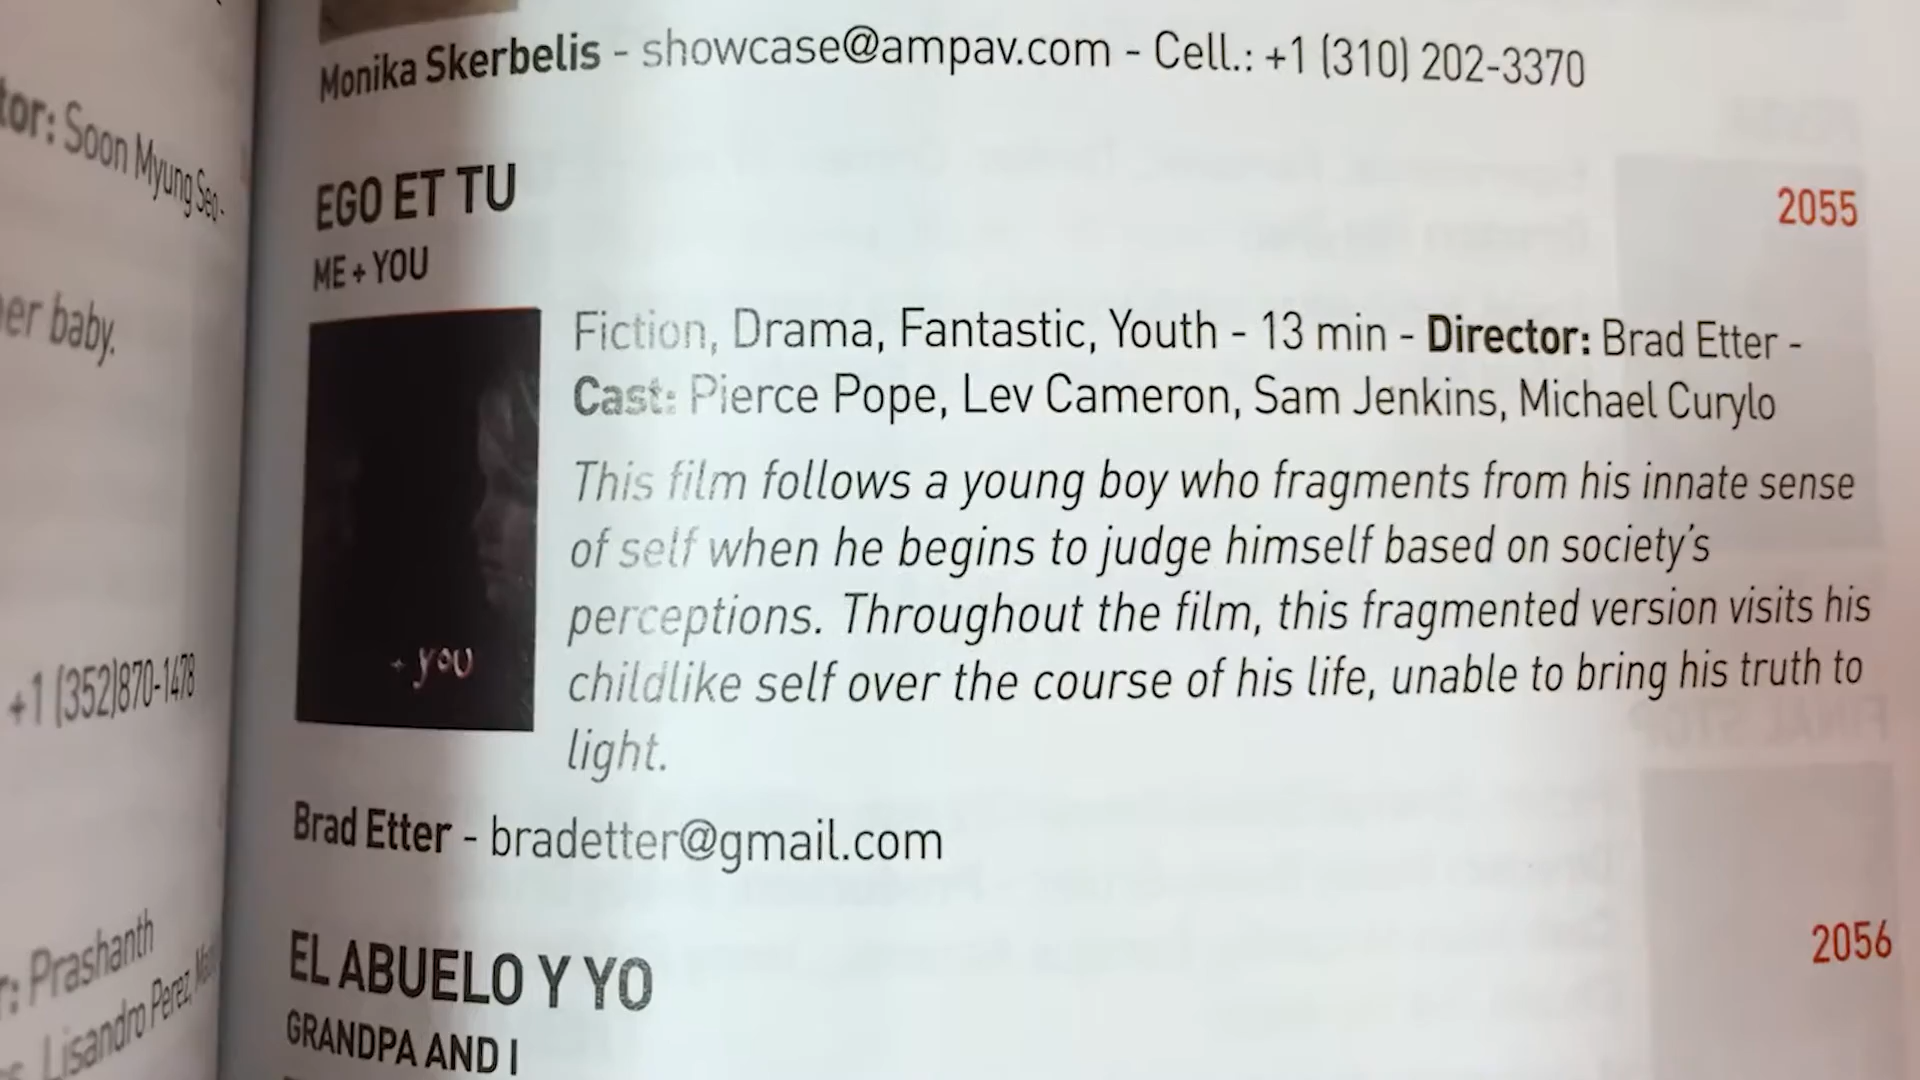 tor: Soon Myung Seo -
er baby.
+1 (352)870-1478
r: Prashanth
Lisandro Perez,
Monika Skerbelis - showcase@ampav.com - Cell.: +1 (310) 202-3370
EGO ET TU
2055
ME + YOU
Fiction, Drama, Fantastic, Youth - 13 min - Director: Brad Etter -
Cast: Pierce Pope, Lev Cameron, Sam Jenkins, Michael Curylo
+ you
This film follows a young boy who fragments from his innate sense
of self when he begins to judge himself based on society's
perceptions. Throughout the film, this fragmented version visits his
childlike self over the course of his life, unable to bring his truth to
light.
Brad Etter - bradetter@gmail.com
EL ABUELO Y YO
2056
GRANDPA AND I
FINAL STOP